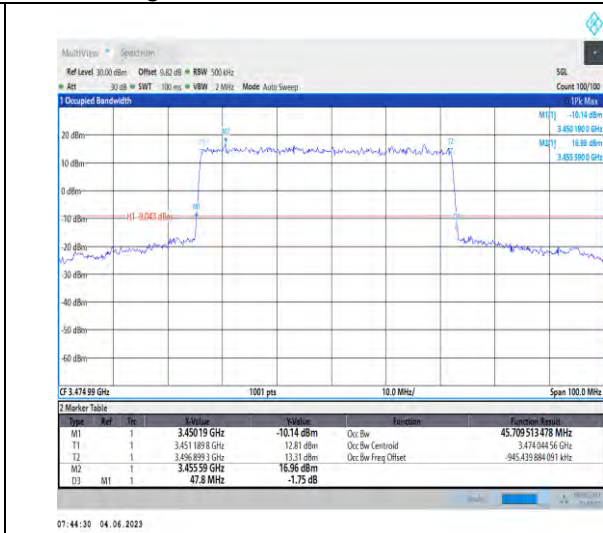 MultiView Spectrum
Ref Level 30.00 dBm Offset 9.82 dB RBW 500 kHz SGL
Att 30 dB SWT 100 ms VBW 2 MHz Mode Auto Sweep Count 100/100
1 Occupied Bandwidth 1Pk Max
M1[1] -10.14 dBm
3.450 190 0 GHz
M2[1] 16.96 dBm
3.455 590 0 GHz
20 dBm
M2
T2
10 dBm
0 dBm
M1
-10 dBm
H1 -9.043 dBm
-20 dBm
-30 dBm
-40 dBm
-50 dBm
-60 dBm
CF 3.474 99 GHz 1001 pts 10.0 MHz/ Span 100.0 MHz
2 Marker Table
Type Ref Trc X-Value Y-Value Function Function Result
M1 1 3.450 19 GHz -10.14 dBm Occ Bw 45.709 513 478 MHz
T1 1 3.451 189 8 GHz 12.81 dBm Occ Bw Centroid 3.474 044 56 GHz
T2 1 3.496 899 3 GHz 13.31 dBm Occ Bw Freq Offset -945.439 884 091 kHz
M2 1 3.455 59 GHz 16.96 dBm
D3 M1 1 47.8 MHz -1.75 dB
07:44:30 04.06.2023